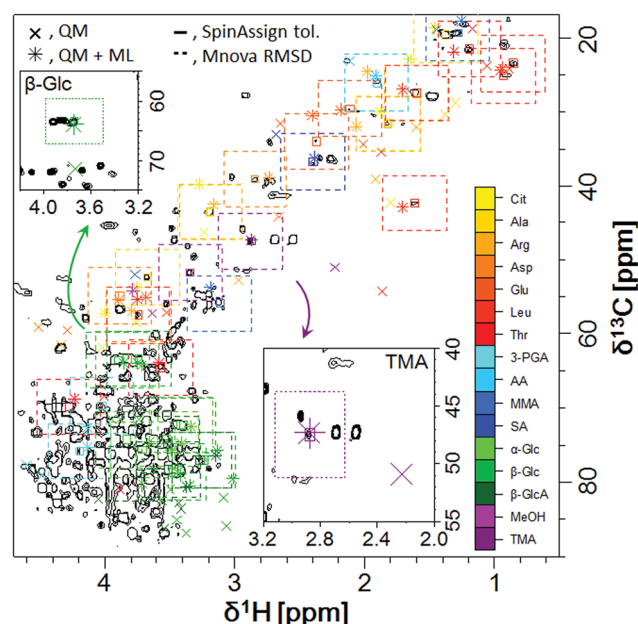 ×, QM — , SpinAssign tol.
✳, QM + ML -- , Mnova RMSD
β-Glc
60
70
4.0 3.6 3.2
20
40
60
80
δ¹³C [ppm]
Cit
Ala
Arg
Asp
Glu
Leu
Thr
3-PGA
AA
MMA
SA
α-Glc
β-Glc
β-GlcA
MeOH
TMA
TMA
40
45
50
55
3.2 2.8 2.4 2.0
4 3 2 1
δ¹H [ppm]